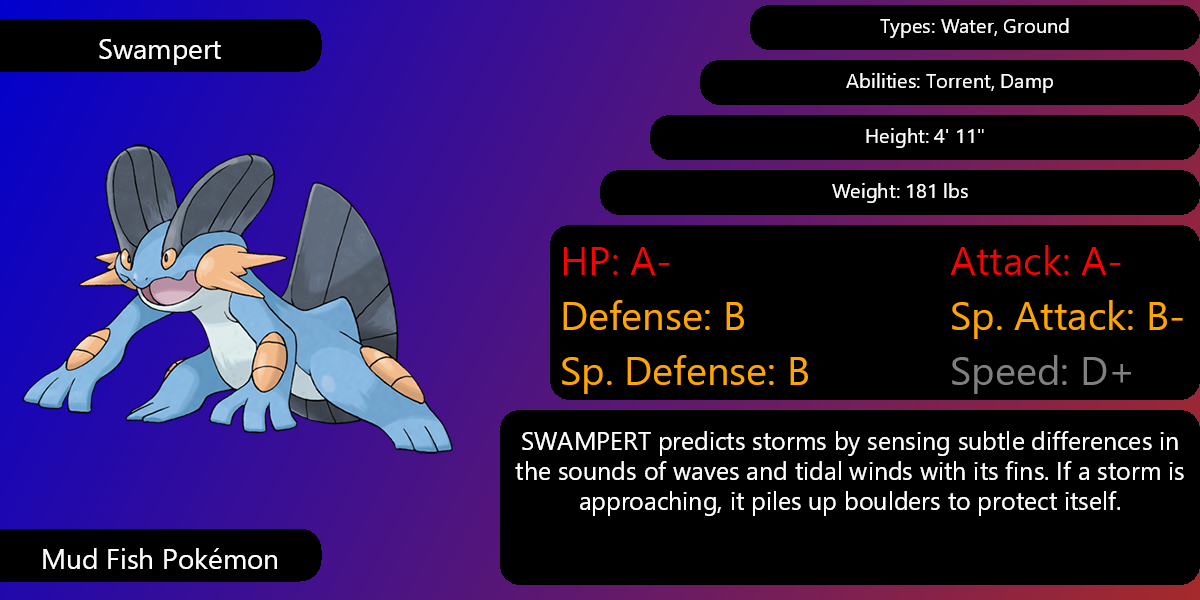 Swampert
Types: Water, Ground
Abilities: Torrent, Damp
Height: 4' 11"
Weight: 181 lbs
HP: A-
Attack: A-
Defense: B
Sp. Attack: B-
Sp. Defense: B
Speed: D+
SWAMPERT predicts storms by sensing subtle differences in
the sounds of waves and tidal winds with its fins. If a storm is
approaching, it piles up boulders to protect itself.
Mud Fish Pokémon